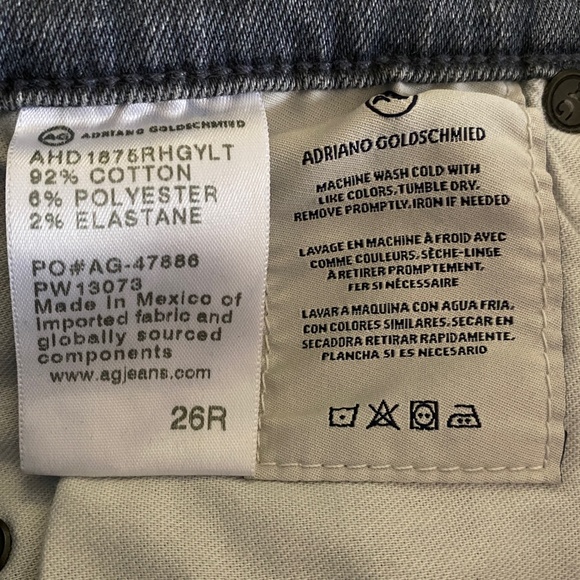 AG ADRIANO GOLDSCHMIED
AHD1875RHGYLT
92% COTTON
6% POLYESTER
2% ELASTANE
PO#AG-47886
PW13073
Made in Mexico of
Imported fabric and
globally sourced
components
www.agjeans.com
26R
ADRIANO GOLDSCHMIED
MACHINE WASH COLD WITH
LIKE COLORS, TUMBLE DRY.
REMOVE PROMPTLY. IRON IF NEEDED
LAVAGE EN MACHINE À FROID AVEC
COMME COULEURS. SÈCHE-LINGE
À RETIRER PROMPTEMENT,
FER SI NÉCESSAIRE
LAVAR A MAQUINA CON AGUA FRIA,
CON COLORES SIMILARES. SECAR EN
SECADORA RETIRAR RAPIDAMENTE,
PLANCHA SI ES NECESARIO